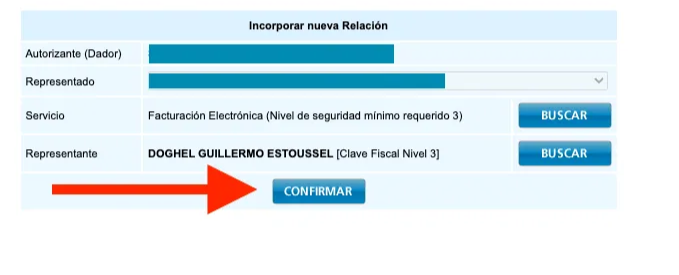 Incorporar nueva Relación
Autorizante (Dador)
Representado
Servicio Facturación Electrónica (Nivel de seguridad mínimo requerido 3) BUSCAR
Representante DOGHEL GUILLERMO ESTOUSSEL [Clave Fiscal Nivel 3] BUSCAR
CONFIRMAR